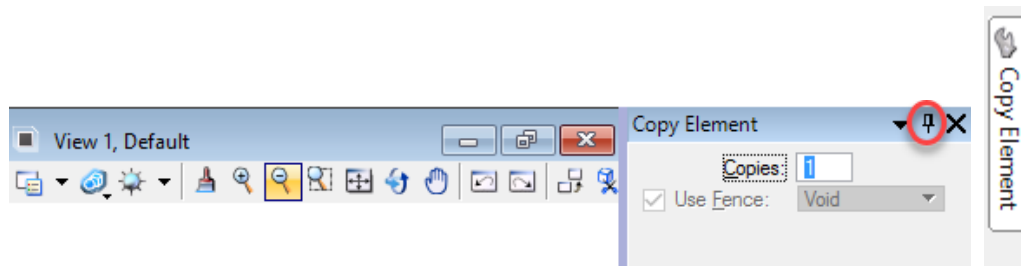 View 1, Default
Copy Element
Copies: 1
Use Fence: Void
Copy Element